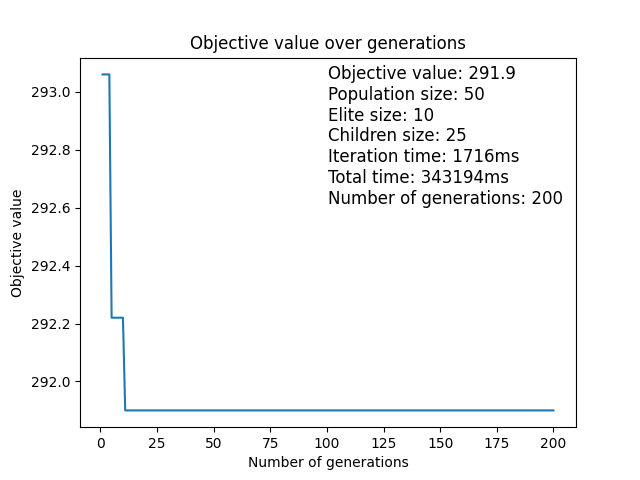 Objective value over generations
Objective value: 291.9
Population size: 50
Elite size: 10
Children size: 25
Iteration time: 1716ms
Total time: 343194ms
Number of generations: 200
Objective value
293.0
292.8
292.6
292.4
292.2
292.0
0 25 50 75 100 125 150 175 200
Number of generations